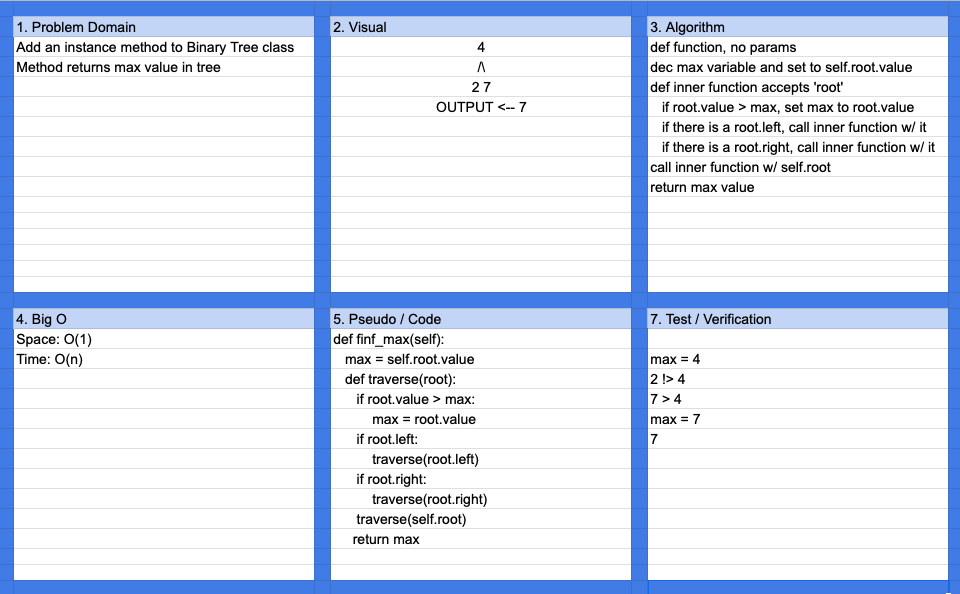 1. Problem Domain
Add an instance method to Binary Tree class
Method returns max value in tree
2. Visual
4
/\
2 7
OUTPUT <-- 7
3. Algorithm
def function, no params
dec max variable and set to self.root.value
def inner function accepts 'root'
if root.value > max, set max to root.value
if there is a root.left, call inner function w/ it
if there is a root.right, call inner function w/ it
call inner function w/ self.root
return max value
4. Big O
Space: O(1)
Time: O(n)
5. Pseudo / Code
def finf_max(self):
max = self.root.value
def traverse(root):
if root.value > max:
max = root.value
if root.left:
traverse(root.left)
if root.right:
traverse(root.right)
traverse(self.root)
return max
7. Test / Verification
max = 4
2 !> 4
7 > 4
max = 7
7